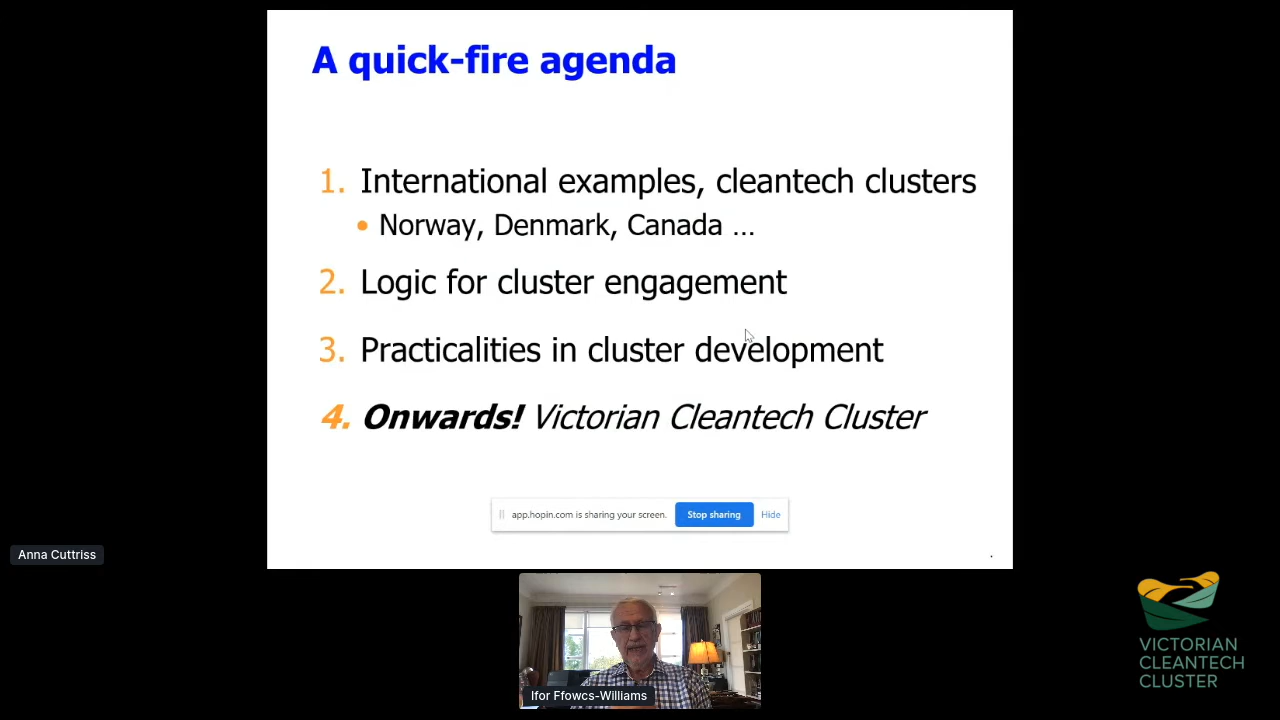 A quick-fire agenda
1. International examples, cleantech clusters
• Norway, Denmark, Canada ...
2. Logic for cluster engagement
3. Practicalities in cluster development
4. Onwards! Victorian Cleantech Cluster
app.hopin.com is sharing your screen. Stop sharing Hide
Anna Cuttriss
Ifor Ffowcs-Williams
VICTORIAN
CLEANTECH
CLUSTER